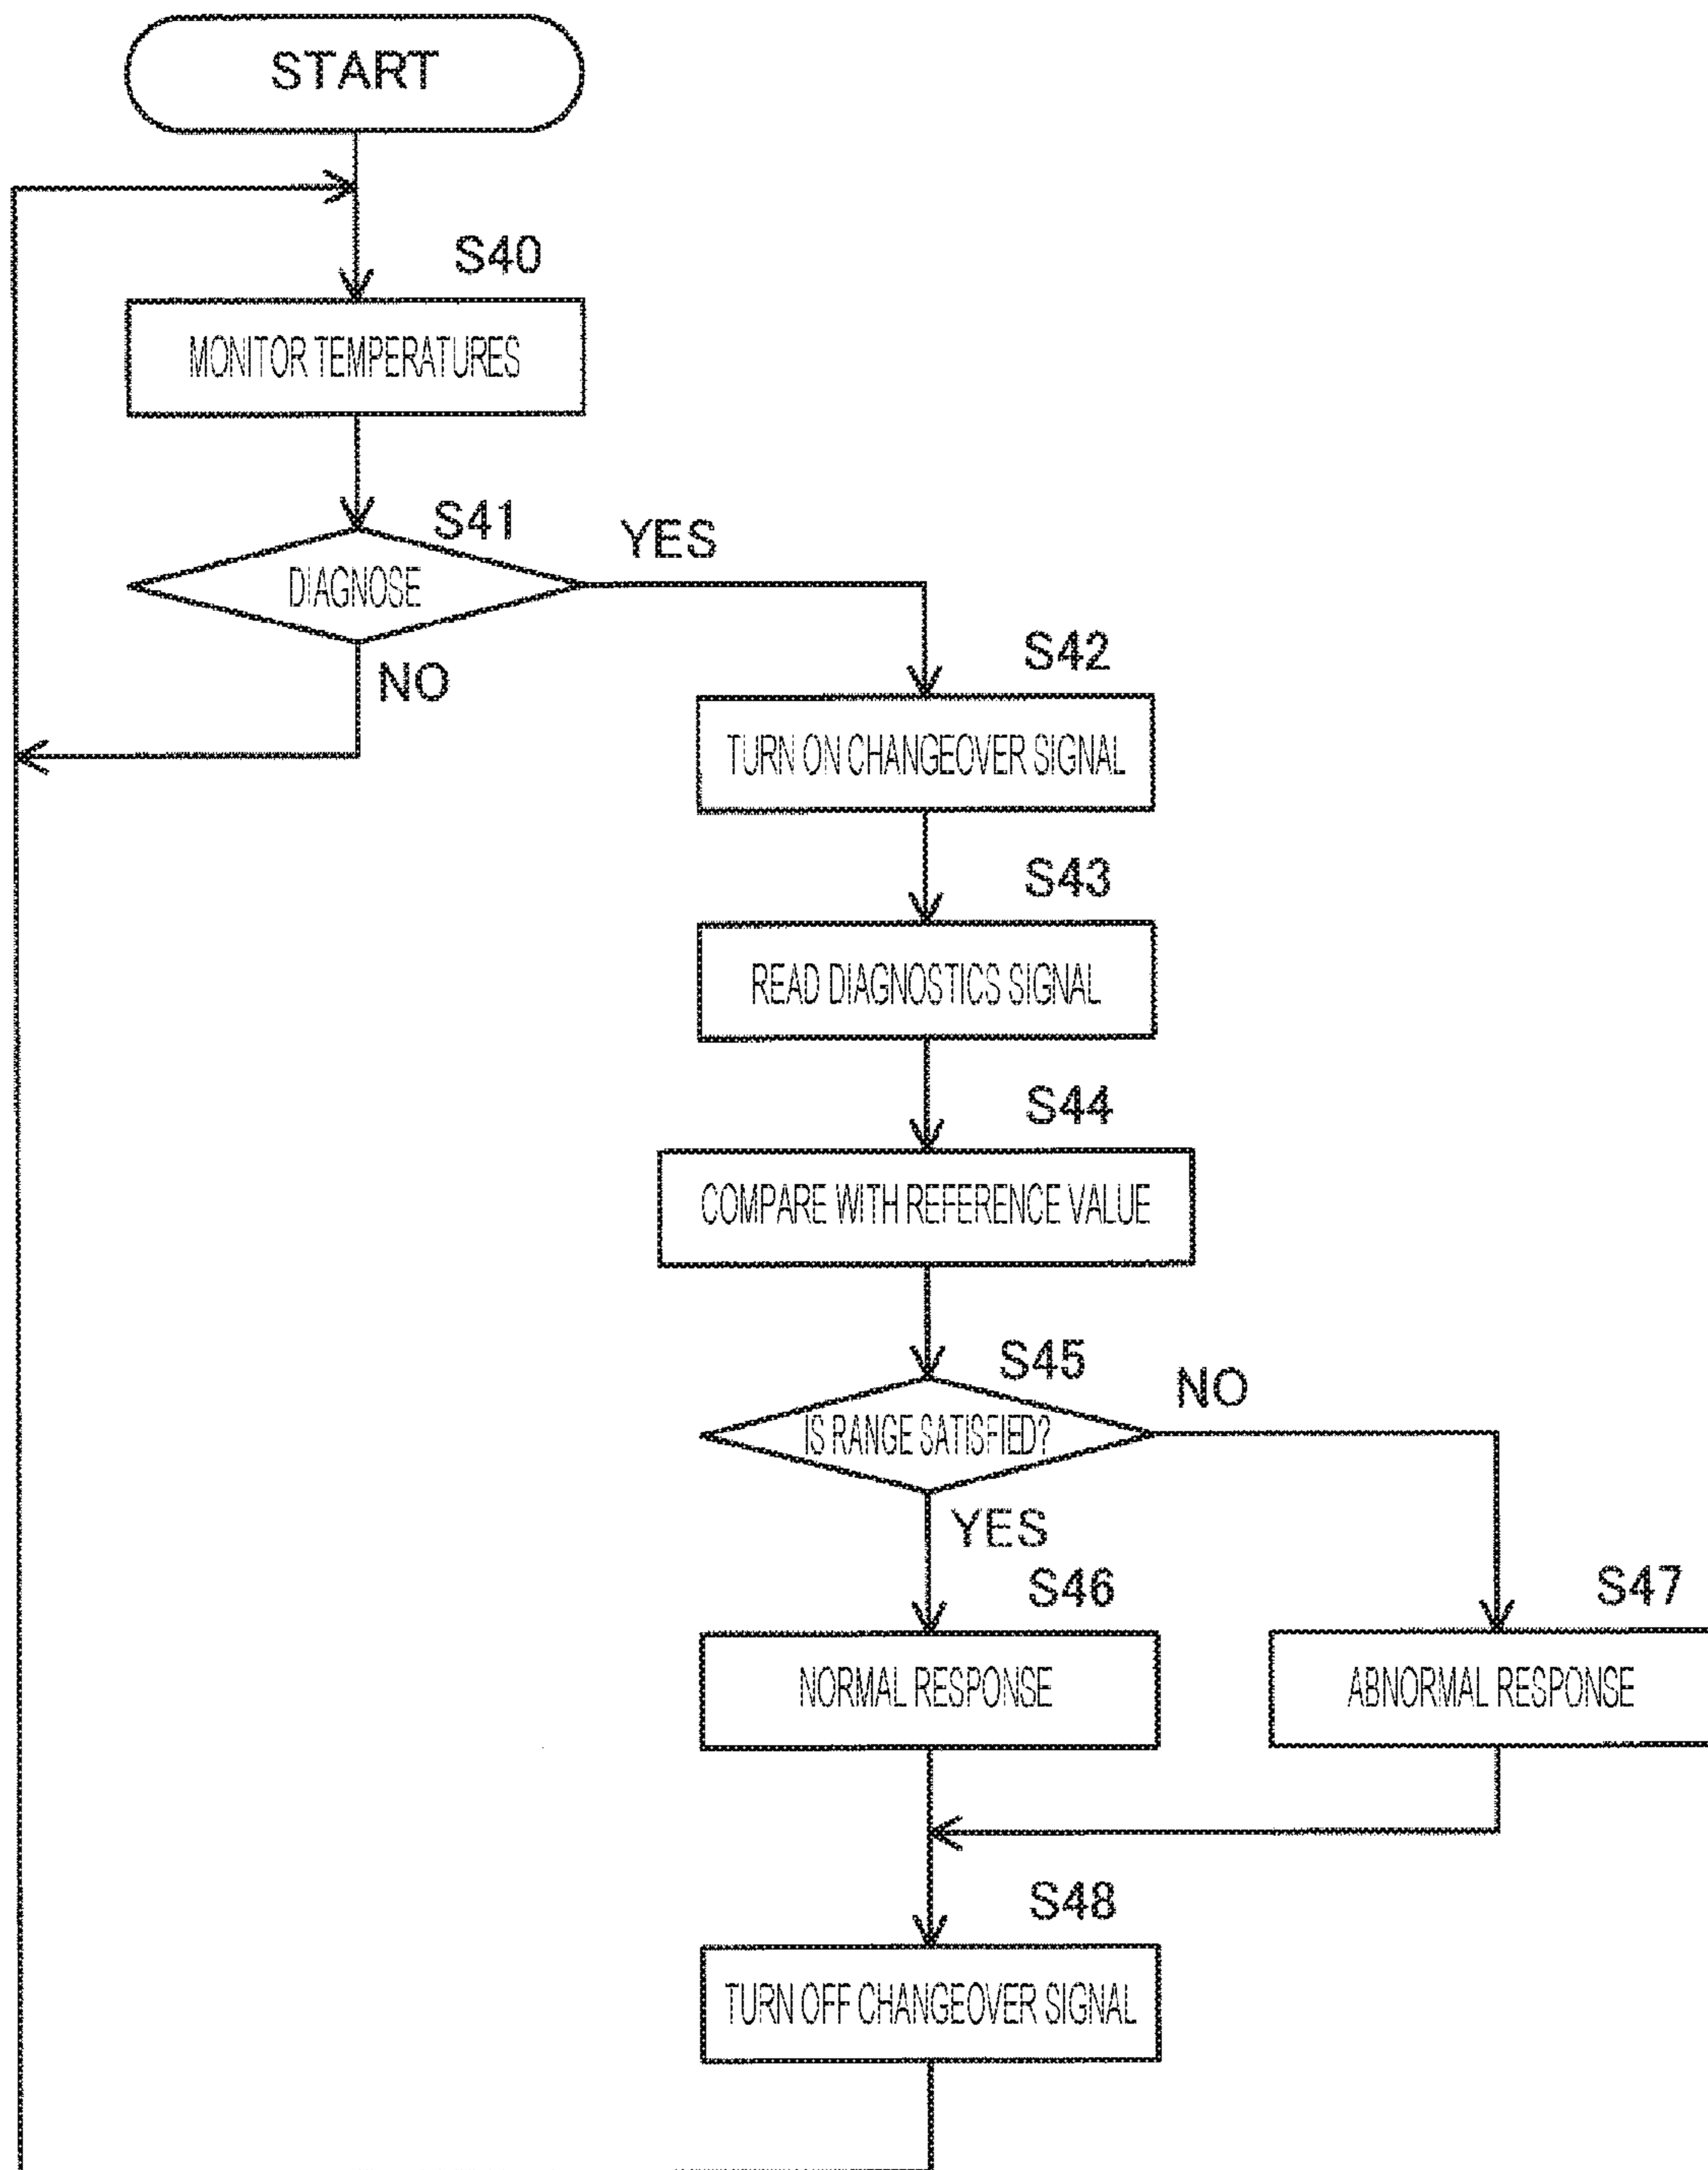 START
S40
MONITOR TEMPERATURES
S41
YES
DIAGNOSE
NO
S42
TURN ON CHANGEOVER SIGNAL
S43
READ DIAGNOSTICS SIGNAL
S44
COMPARE WITH REFERENCE VALUE
S45
NO
IS RANGE SATISFIED?
YES
S46
S47
NORMAL RESPONSE
ABNORMAL RESPONSE
S48
TURN OFF CHANGEOVER SIGNAL